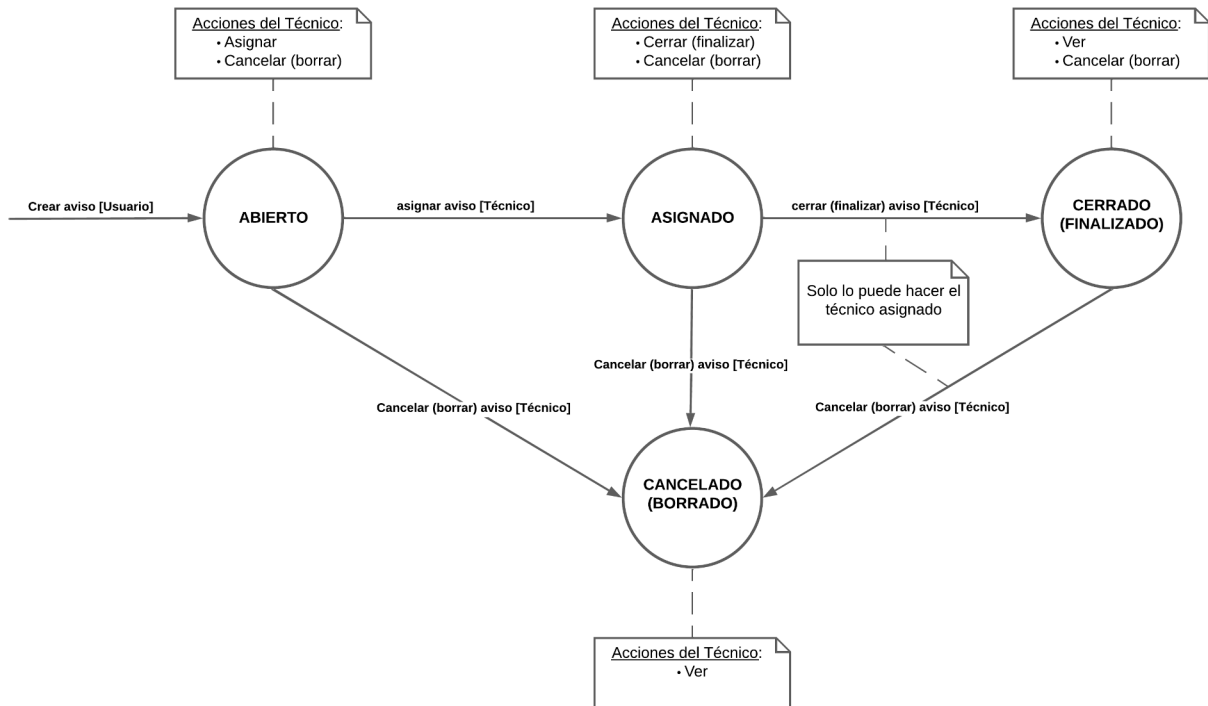 Acciones del Técnico:
• Asignar
• Cancelar (borrar)
Acciones del Técnico:
• Cerrar (finalizar)
• Cancelar (borrar)
Acciones del Técnico:
• Ver
• Cancelar (borrar)
Crear aviso [Usuario]
ABIERTO
asignar aviso [Técnico]
ASIGNADO
cerrar (finalizar) aviso [Técnico]
CERRADO
(FINALIZADO)
Solo lo puede hacer el
técnico asignado
Cancelar (borrar) aviso [Técnico]
Cancelar (borrar) aviso [Técnico]
Cancelar (borrar) aviso [Técnico]
CANCELADO
(BORRADO)
Acciones del Técnico:
• Ver